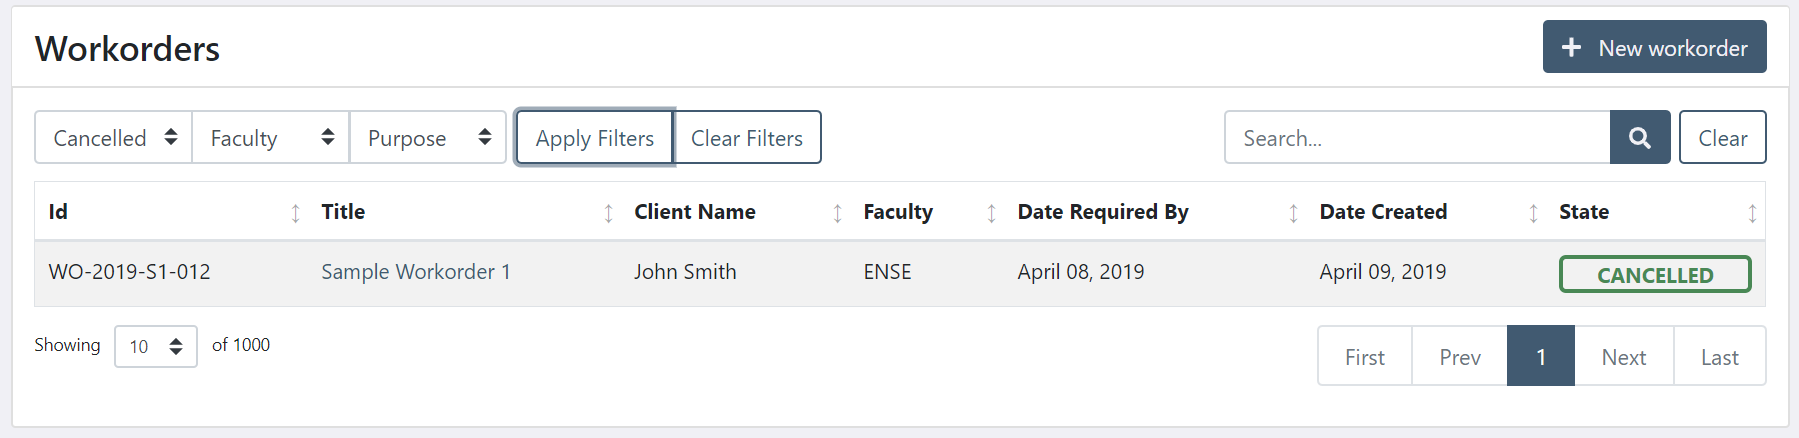 Workorders
New workorder
Cancelled Faculty Purpose Apply Filters Clear Filters Search... Clear
Id Title Client Name Faculty Date Required By Date Created State
WO-2019-S1-012 Sample Workorder 1 John Smith ENSE April 08, 2019 April 09, 2019 CANCELLED
Showing 10 of 1000 First Prev 1 Next Last